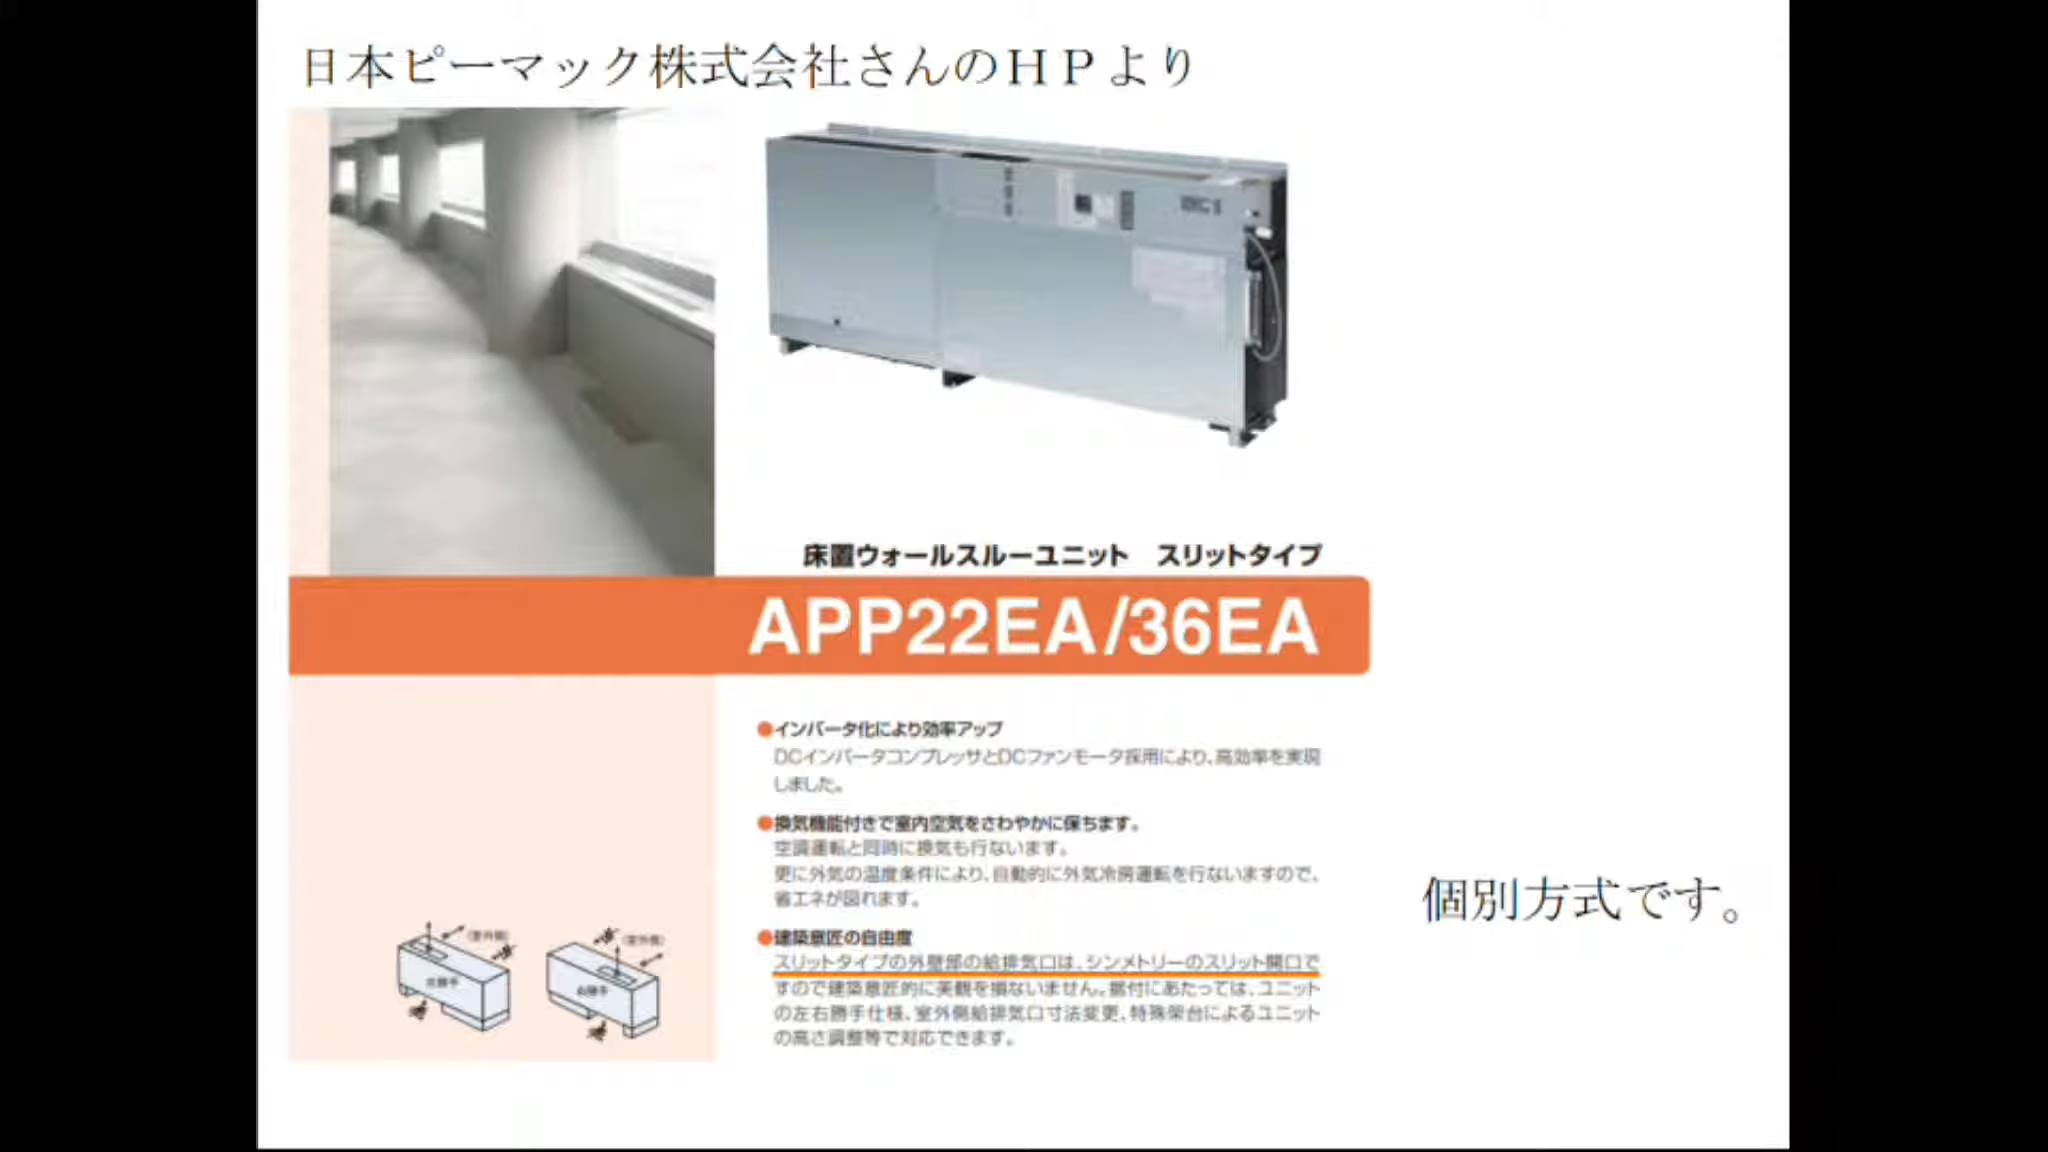 日本ピーマック株式会社さんのＨＰより
床置ウォールスルーユニット　スリットタイプ
APP22EA/36EA
●インバータ化により効率アップ
DCインバータコンプレッサとDCファンモータ採用により、高効率を実現
しました。
●換気機能付きで室内空気をさわやかに保ちます。
空調運転と同時に換気も行ないます。
更に外気の温度条件により、自動的に外気冷房運転を行ないますので、
省エネが図れます。
個別方式です。
●建築意匠の自由度
スリットタイプの外壁部の給排気口は、シンメトリーのスリット開口で
すので建築意匠的に美観を損ないません。据付にあたっては、ユニット
の左右勝手仕様、室外側給排気口寸法変更、特殊架台によるユニット
の高さ調整等で対応できます。
(室外側)
(室外側)
左勝手
右勝手